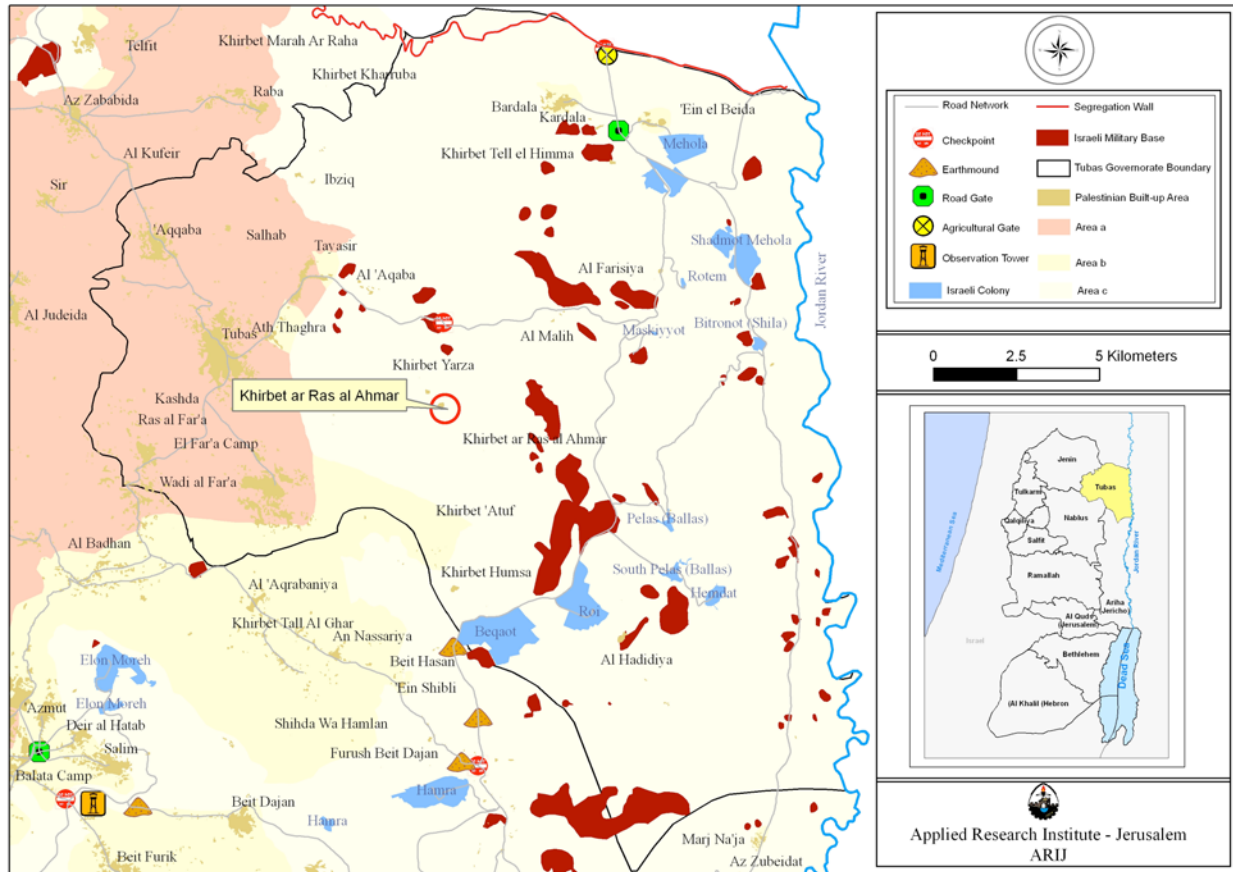 Telfit
Khirbet Marah Ar Raha
Khirbet Kharruba
Az Zababida
Raba
Bardala
'Ein el Beida
Kardala
Mehola
Al Kufeir
Khirbet Tell el Himma
Ibziq
Sir
'Aqqaba
Salhab
Tayasir
Shadmot Mehola
Al 'Aqaba
Al Farisiya
Rotem
Jordan River
Al Judeida
Tubas
Ath Thaghra
Al Malih
Maskiyyot
Bitronot (Shila)
Khirbet Yarza
Khirbet ar Ras al Ahmar
Kashda
Ras al Far'a
El Far'a Camp
Khirbet ar Ras al Ahmar
Wadi al Far'a
Khirbet 'Atuf
Pelas (Ballas)
Al Badhan
Khirbet Humsa
South Pelas (Ballas)
Al 'Aqrabaniya
Hemdat
Roi
Khirbet Tall Al Ghar
An Nassariya
Beqaot
Elon Moreh
Beit Hasan
Al Hadidiya
'Ein Shibli
Elon Moreh
'Azmut
Deir al Hatab
Shihda Wa Hamlan
Salim
Furush Beit Dajan
Balata Camp
Hamra
Beit Dajan
Hamra
Marj Na'ja
Beit Furik
Az Zubeidat
Road Network
Segregation Wall
Checkpoint
Israeli Military Base
Earthmound
Tubas Governorate Boundary
Road Gate
Palestinian Built-up Area
Agricultural Gate
Area a
Observation Tower
Area b
Israeli Colony
Area c
0 2.5 5 Kilometers
Jenin
Tubas
Tulkarm
Nablus
Qalqiliya
Salfit
Mediterranean Sea
Jordan River
Ramallah
Ariha
(Jericho)
Al Quds
(Jerusalem)
Israel
Bethlehem
Dead Sea
(Al Khalil (Hebron
Applied Research Institute - Jerusalem
ARIJ